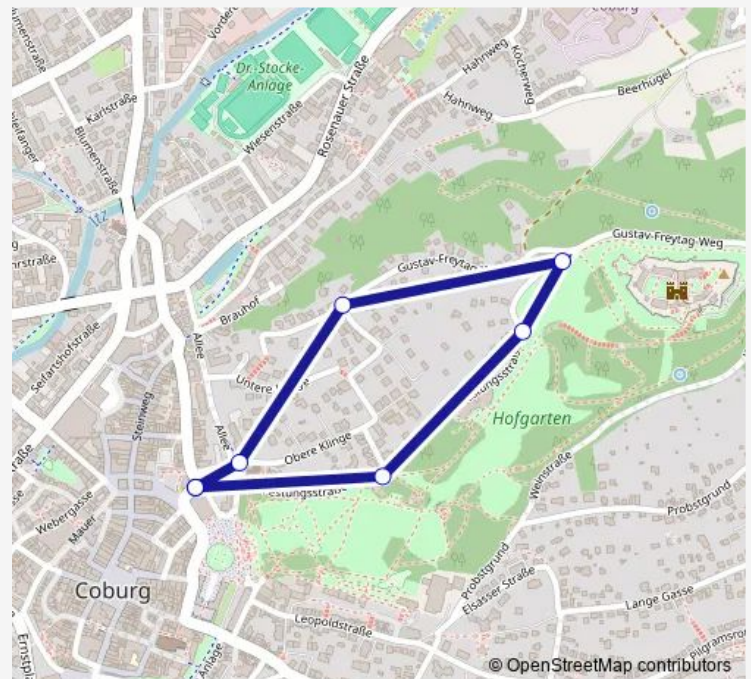 Coburg
Vordere
Dr.-Stocke-
Anlage
Hahnweg
Köcherweg
Beerhügel
Karlstraße
Blumenstraße
Blumenstraße
Wiesenstraße
Rosenauer Straße
Hahnweg
Itz
Gustav-Freytag-Weg
Gustav-Freytag
Brauhof
Allee
Seifartshofstraße
Untere
Steinweg
Allee
Obere Klinge
Hofgarten
Weinstraße
Webergasse
Mauer
Probstgrund
Probstgrund
Elsässer Straße
Coburg
Lange Gasse
Leopoldstraße
Anlage
Ernstpla
Pilgramsro
© OpenStreetMap contributors